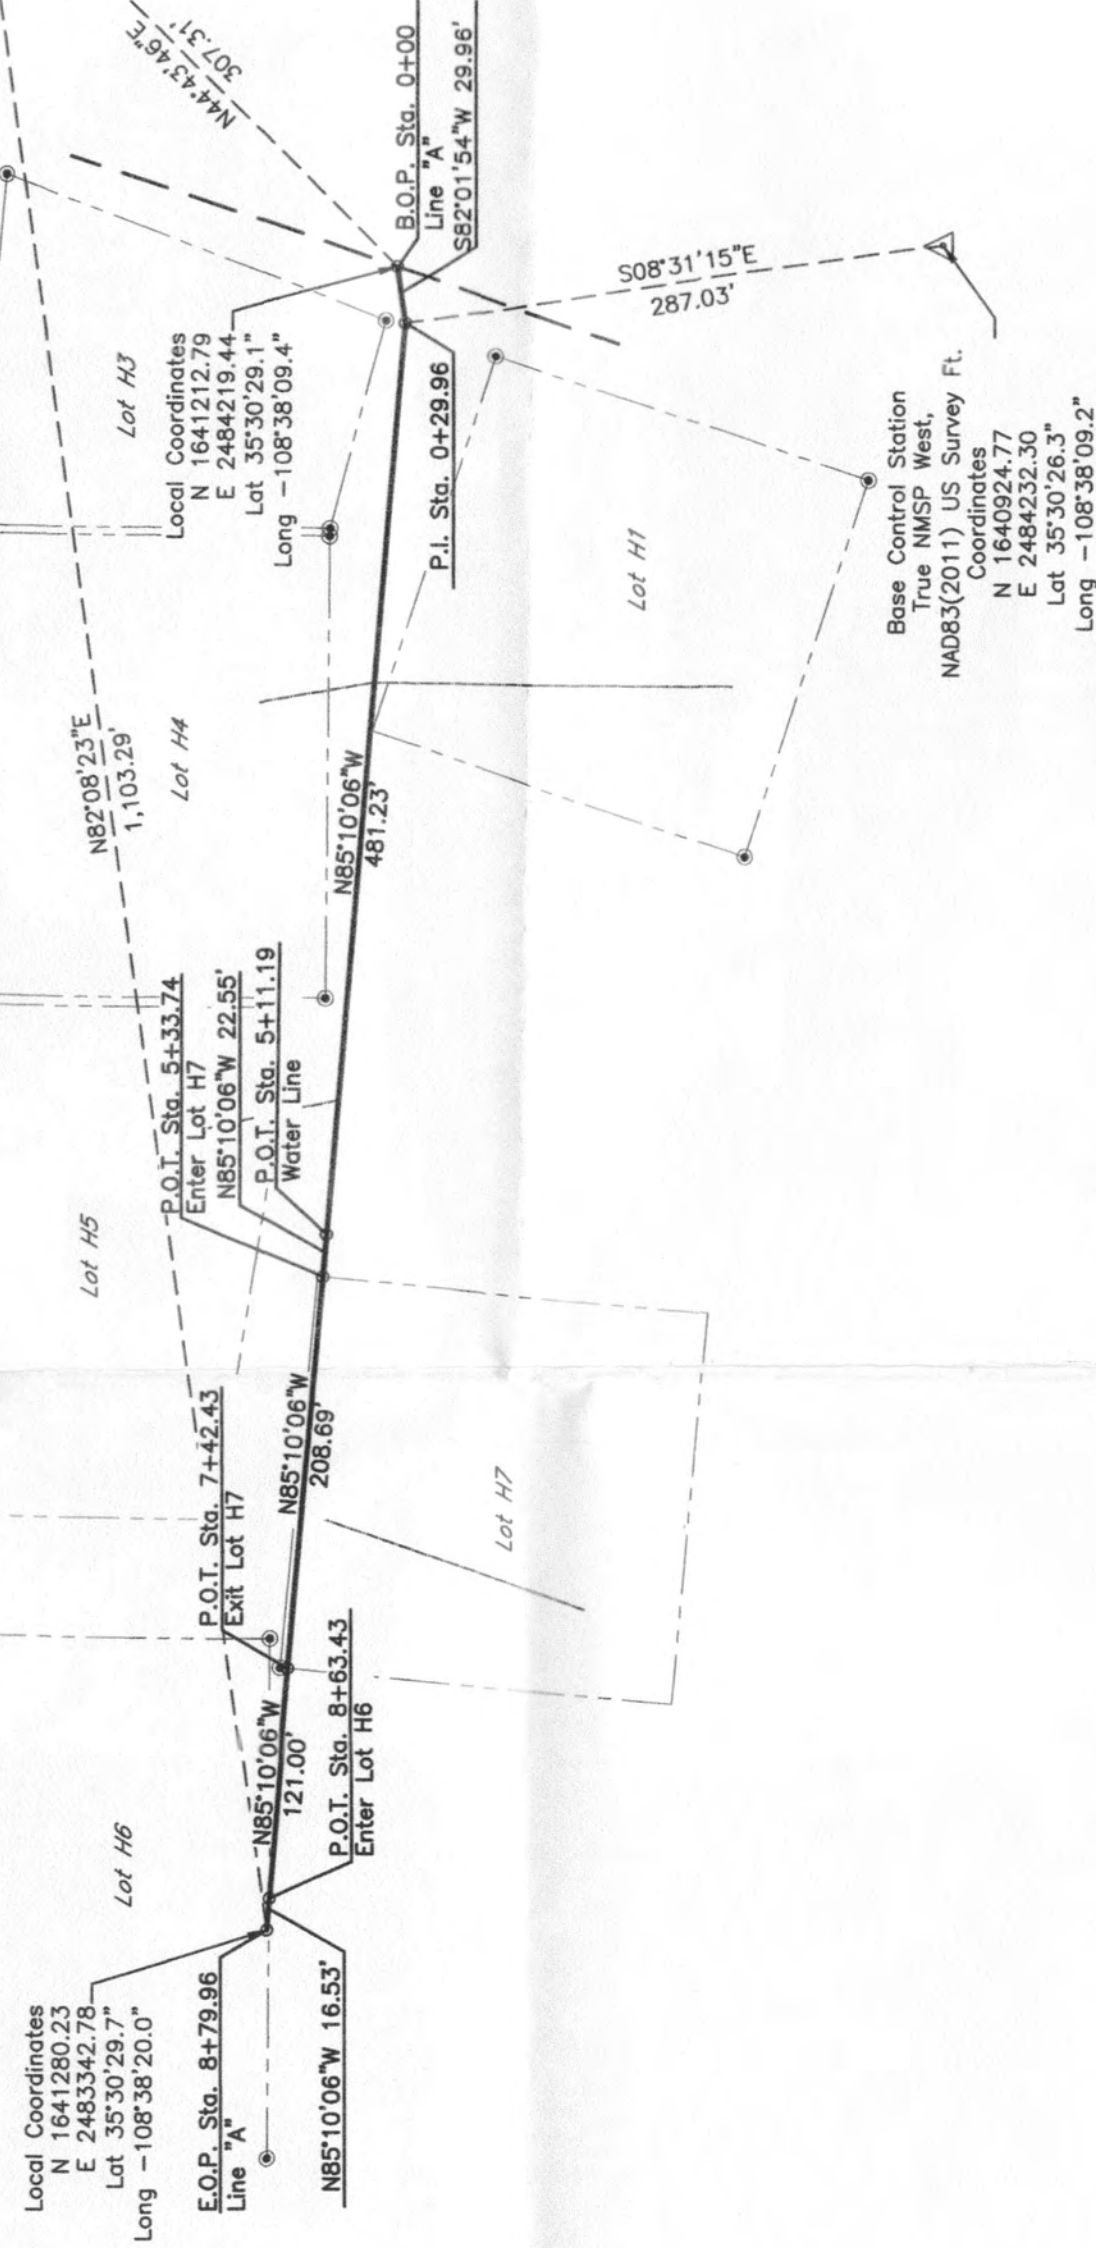 Local Coordinates
N 1641280.23
E 2483342.78
Lat 35°30'29.7"
Long -108°38'20.0"
E.O.P. Sta. 8+79.96
Line "A"
N85°10'06"W 16.53'
Lot H6
N85°10'06"W
121.00'
P.O.T. Sta. 8+63.43
Enter Lot H6
P.O.T. Sta. 7+42.43
Exit Lot H7
N85°10'06"W
208.69'
Lot H7
Lot H5
P.O.T. Sta. 5+33.74
Enter Lot H7
N85°10'06"W 22.55'
P.O.T. Sta. 5+11.19
Water Line
N82°08'23"E
1,103.29'
Lot H4
N85°10'06"W
481.23'
Lot H3
Local Coordinates
N 1641212.79
E 2484219.44
Lat 35°30'29.1"
Long -108°38'09.4"
P.I. Sta. 0+29.96
Lot H1
N44°43'46"E
307.31'
B.O.P. Sta. 0+00
Line "A"
S82°01'54"W 29.96'
S08°31'15"E
287.03'
Base Control Station
True NMSP West,
NAD83(2011) US Survey Ft.
Coordinates
N 1640924.77
E 2484232.30
Lat 35°30'26.3"
Long -108°38'09.2"